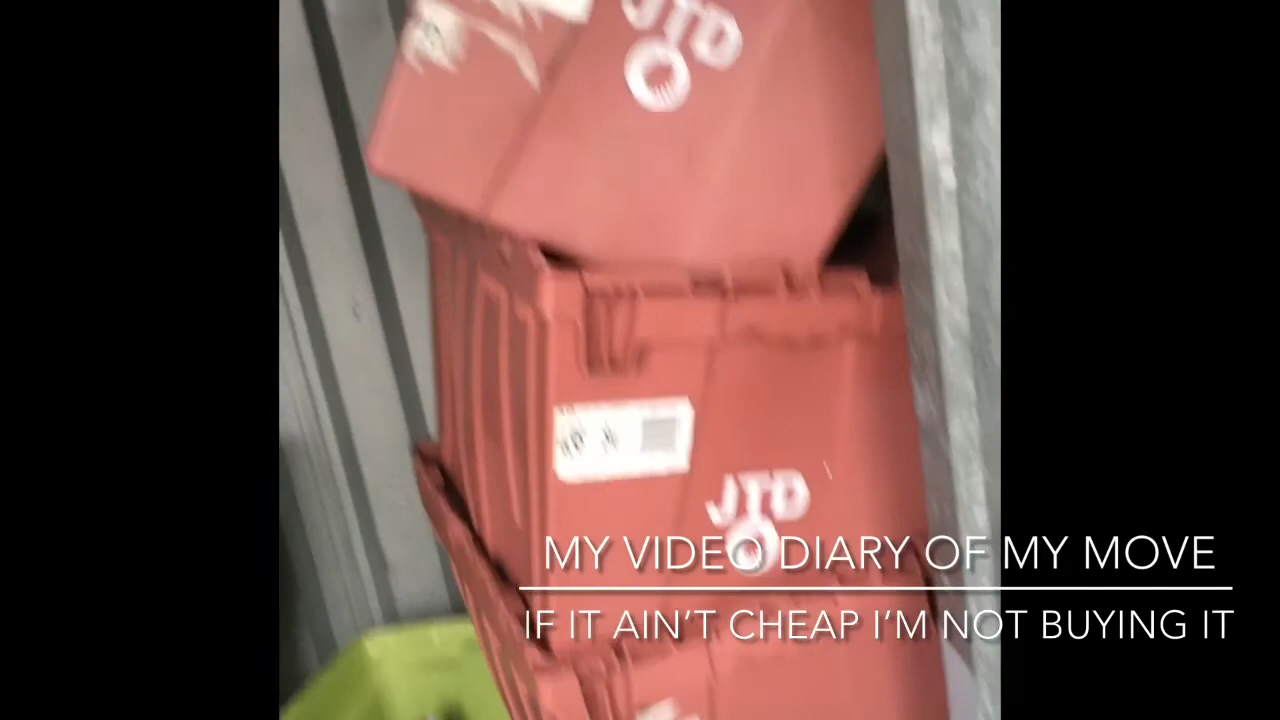 JTD
JTD
MY VIDEO DIARY OF MY MOVE
IF IT AIN'T CHEAP I'M NOT BUYING IT